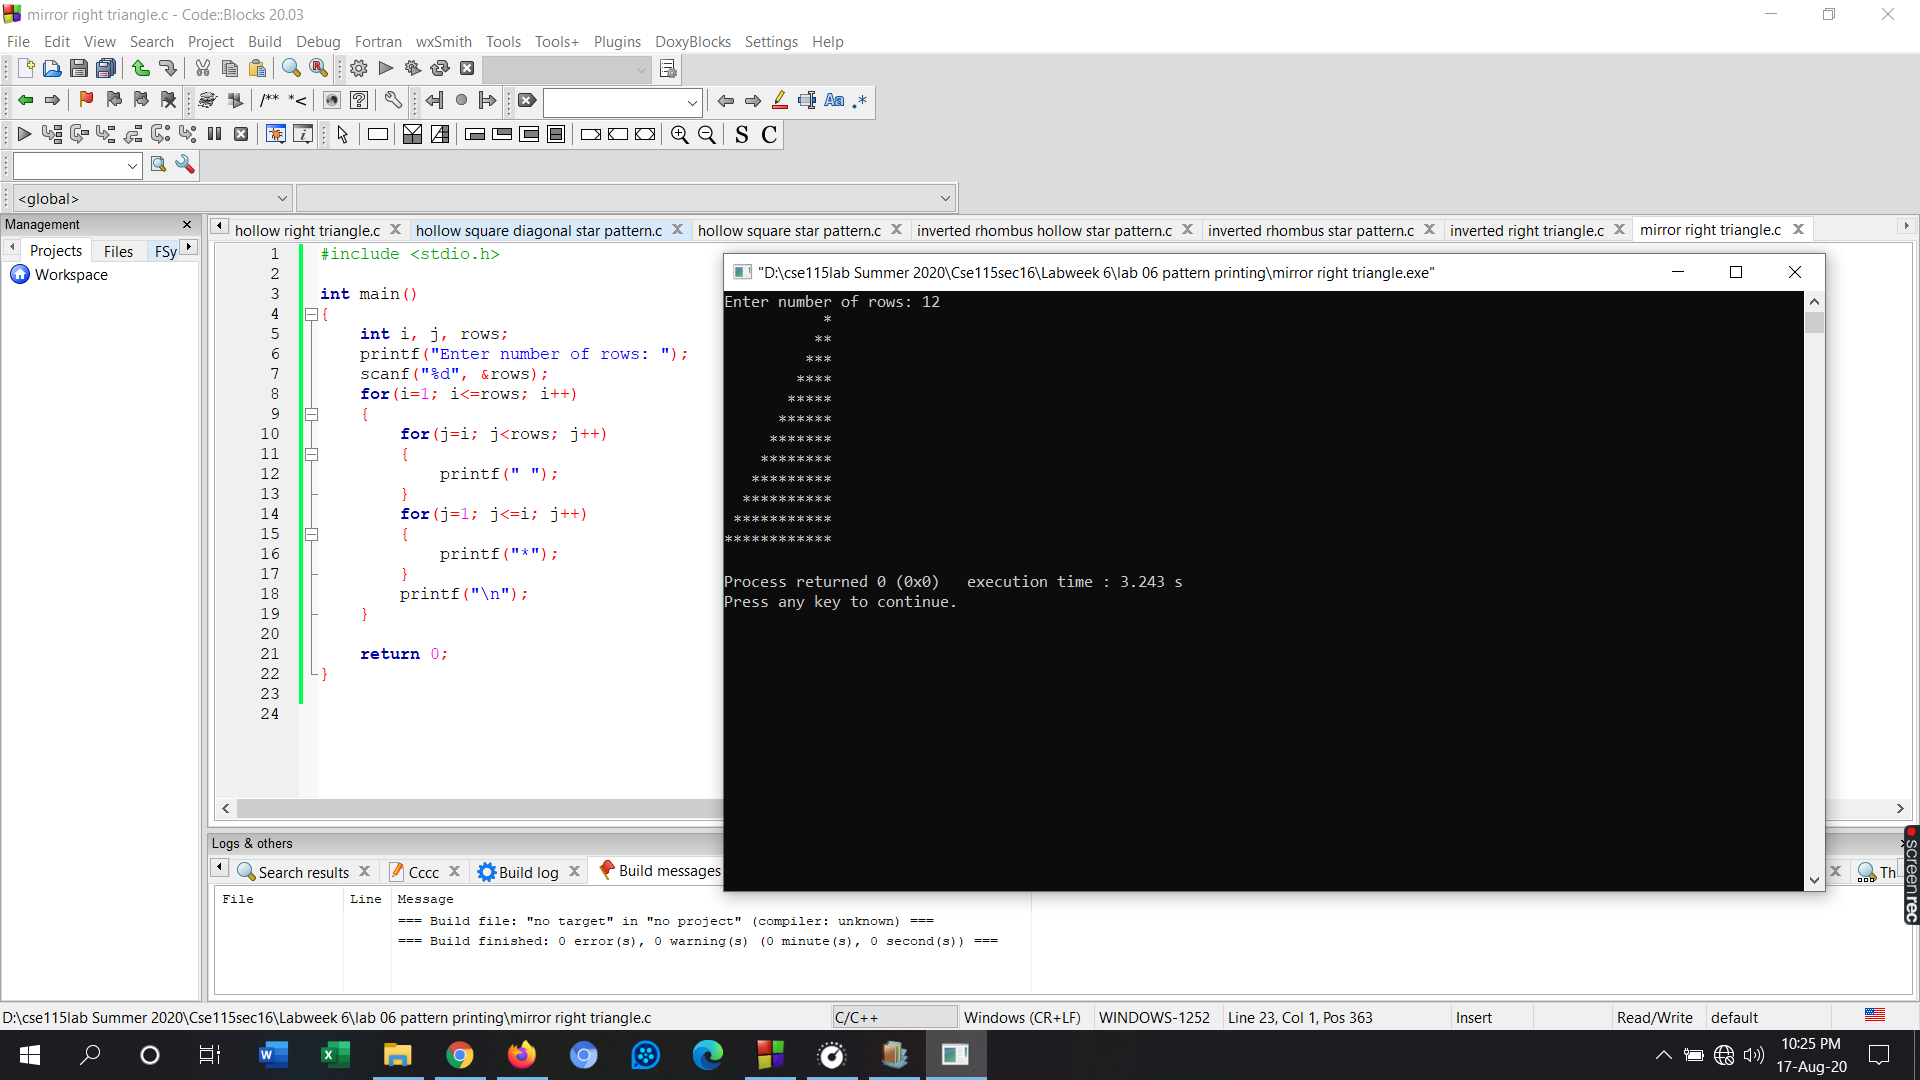 mirror right triangle.c - Code::Blocks 20.03
File Edit View Search Project Build Debug Fortran wxSmith Tools Tools+ Plugins DoxyBlocks Settings Help
/** *<
Aa .*
S C
<global>
Management
Projects Files FSy
Workspace
hollow right triangle.c hollow square diagonal star pattern.c hollow square star pattern.c inverted rhombus hollow star pattern.c inverted rhombus star pattern.c inverted right triangle.c mirror right triangle.c
1 #include <stdio.h>
2
3 int main()
4 {
5 int i, j, rows;
6 printf("Enter number of rows: ");
7 scanf("%d", &rows);
8 for(i=1; i<=rows; i++)
9 {
10 for(j=i; j<rows; j++)
11 {
12 printf(" ");
13 }
14 for(j=1; j<=i; j++)
15 {
16 printf("*");
17 }
18 printf("\n");
19 }
20
21 return 0;
22 }
23
24
"D:\cse115lab Summer 2020\Cse115sec16\Labweek 6\lab 06 pattern printing\mirror right triangle.exe"
Enter number of rows: 12
           *
          **
         ***
        ****
       *****
      ******
     *******
    ********
   *********
  **********
 ***********
************
Process returned 0 (0x0)   execution time : 3.243 s
Press any key to continue.
Logs & others
Search results Cccc Build log Build messages Th
File Line Message
=== Build file: "no target" in "no project" (compiler: unknown) ===
=== Build finished: 0 error(s), 0 warning(s) (0 minute(s), 0 second(s)) ===
screenrec
D:\cse115lab Summer 2020\Cse115sec16\Labweek 6\lab 06 pattern printing\mirror right triangle.c C/C++ Windows (CR+LF) WINDOWS-1252 Line 23, Col 1, Pos 363 Insert Read/Write default
10:25 PM
17-Aug-20